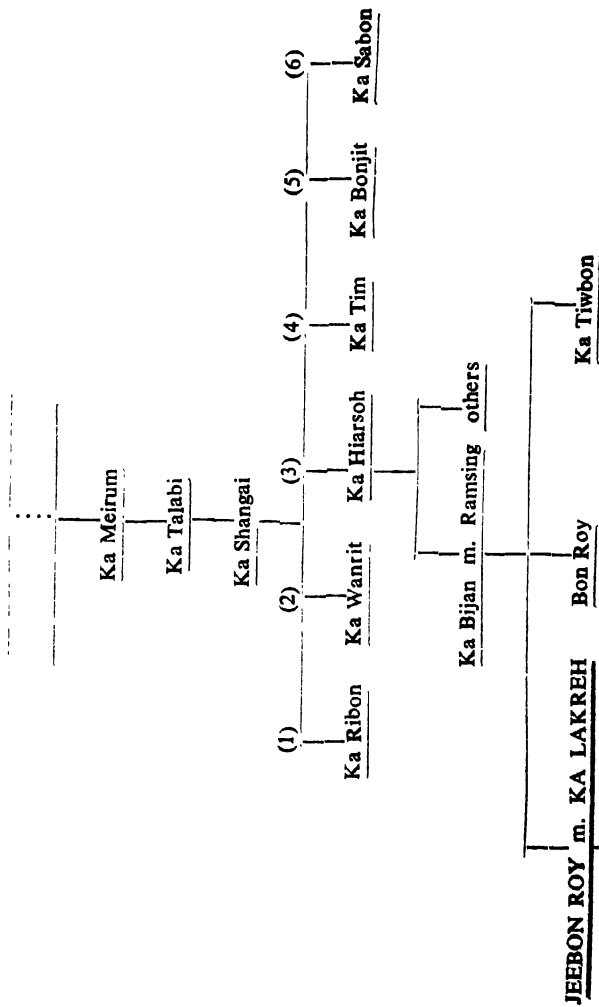 Ka Meirum
Ka Talabi
Ka Shangai
(1) (2) (3) (4) (5) (6)
Ka Ribon Ka Wanrit Ka Hiarsoh Ka Tim Ka Bonjit Ka Sabon
Ka Bijan m. Ramsing others
JEEBON ROY m. KA LAKREH Bon Roy Ka Tiwbon